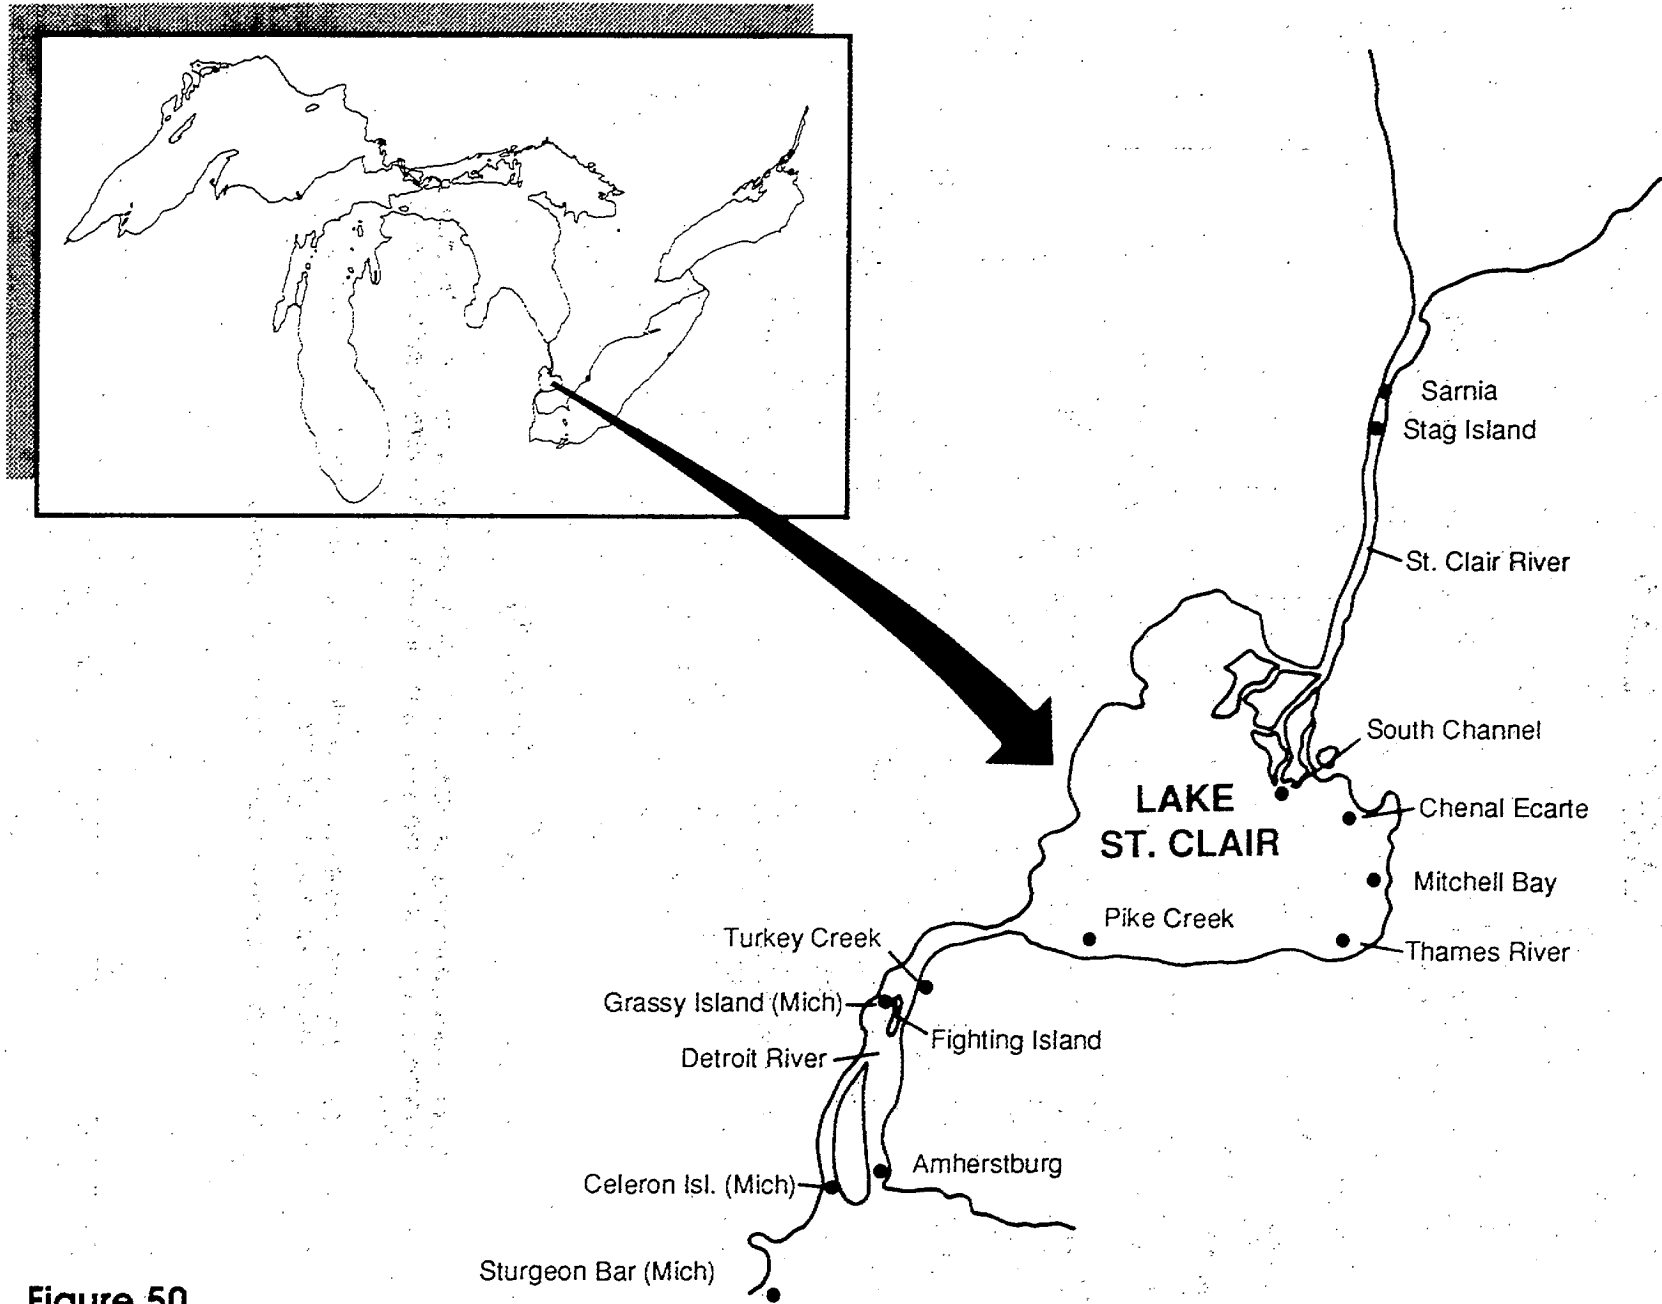 Sarnia
Stag Island
St. Clair River
South Channel
LAKE
ST. CLAIR
Chenal Ecarte
Mitchell Bay
Pike Creek
Thames River
Turkey Creek
Grassy Island (Mich)
Fighting Island
Detroit River
Amherstburg
Celeron Isl. (Mich)
Sturgeon Bar (Mich)
Figure 50